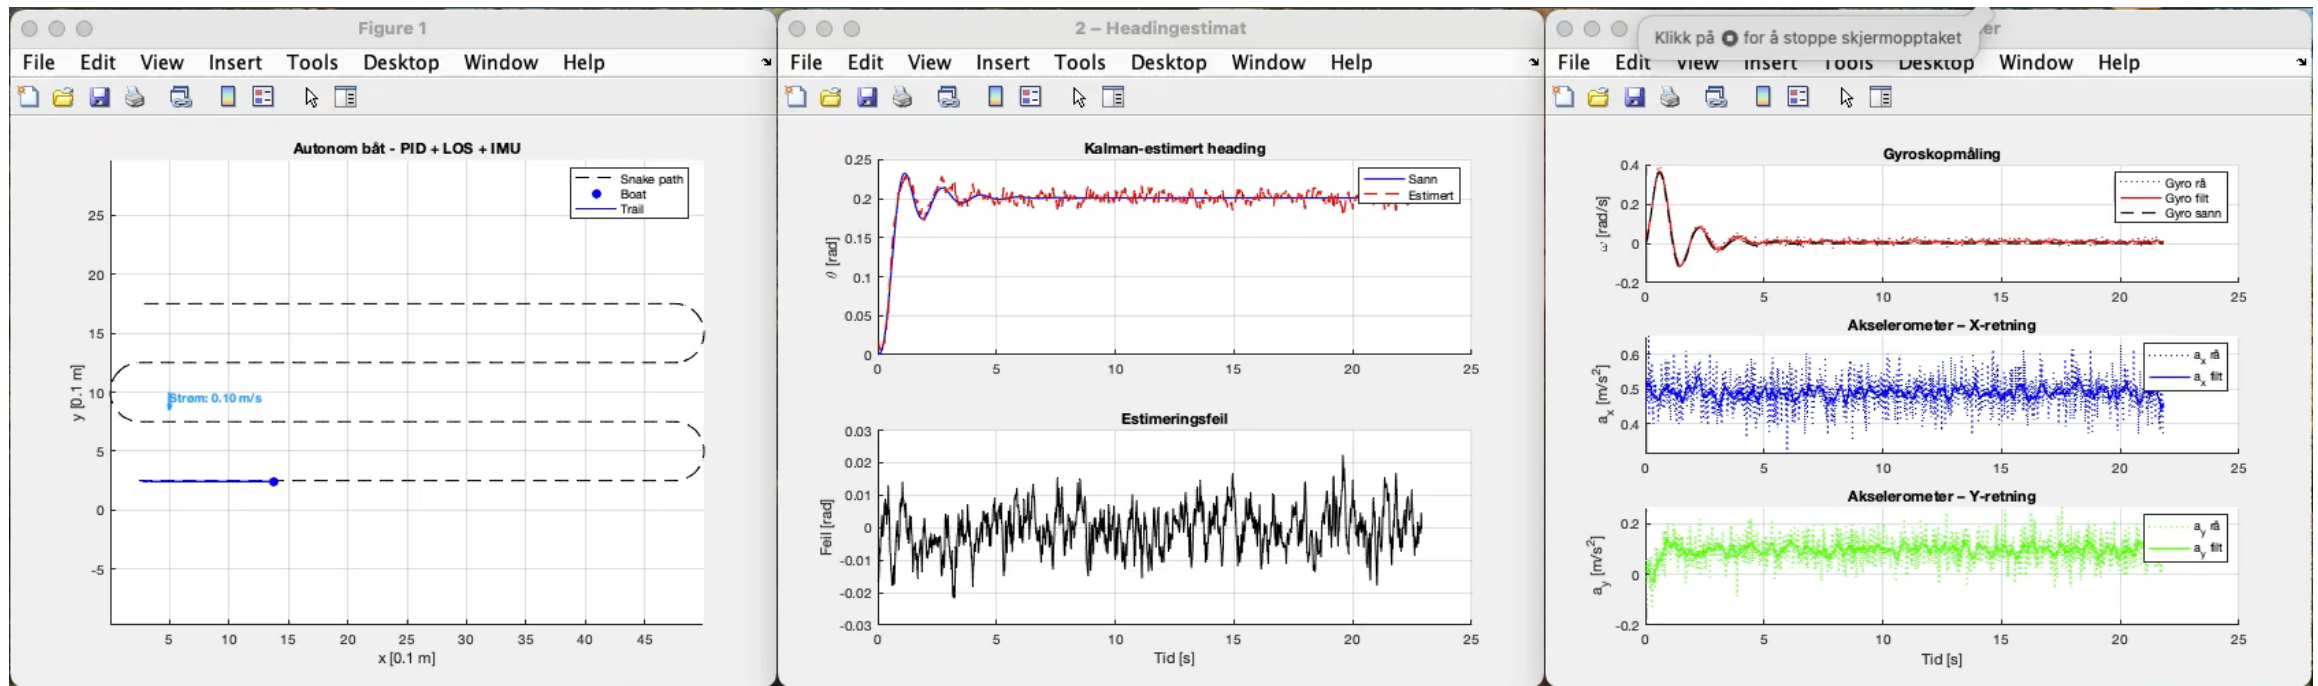 Figure 1
File Edit View Insert Tools Desktop Window Help
Autonom båt - PID + LOS + IMU
Snake path
Boat
Trail
25
20
15
10
5
0
-5
y [0.1 m]
Strøm: 0.10 m/s
5 10 15 20 25 30 35 40 45
x [0.1 m]
2 – Headingestimat
File Edit View Insert Tools Desktop Window Help
Kalman-estimert heading
Sann
Estimert
0.25
0.2
0.15
0.1
0.05
0
θ [rad]
0 5 10 15 20 25
Estimeringsfeil
0.03
0.02
0.01
0
-0.01
-0.02
-0.03
Feil [rad]
0 5 10 15 20 25
Tid [s]
Klikk på for å stoppe skjermopptaket
File Edit View Insert Tools Desktop Window Help
Gyroskopmåling
Gyro rå
Gyro filt
Gyro sann
0.4
0.2
0
-0.2
ω [rad/s]
0 5 10 15 20 25
Akselerometer – X-retning
a_x rå
a_x filt
0.6
0.5
0.4
a_x [m/s²]
0 5 10 15 20 25
Akselerometer – Y-retning
a_y rå
a_y filt
0.2
0
-0.2
a_y [m/s²]
0 5 10 15 20 25
Tid [s]